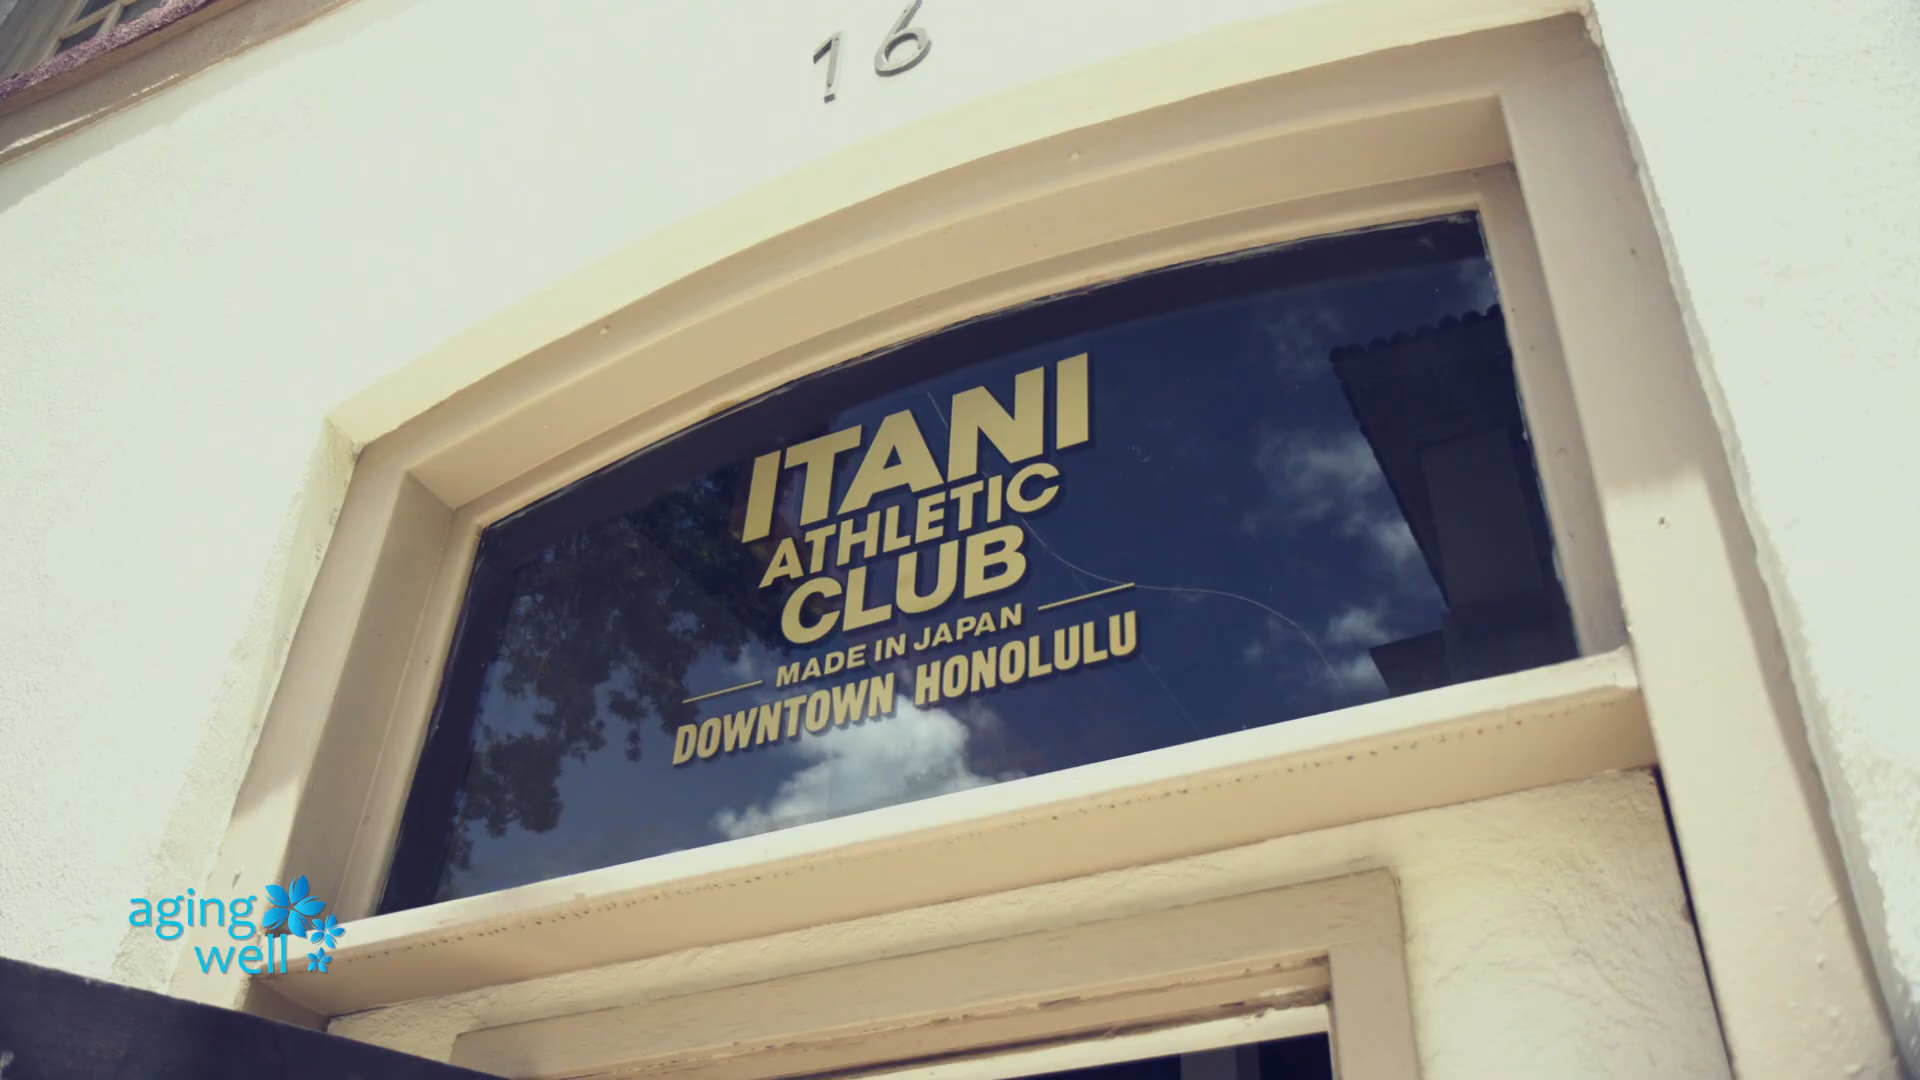 16
ITANI
ATHLETIC
CLUB
MADE IN JAPAN
DOWNTOWN HONOLULU
aging
well